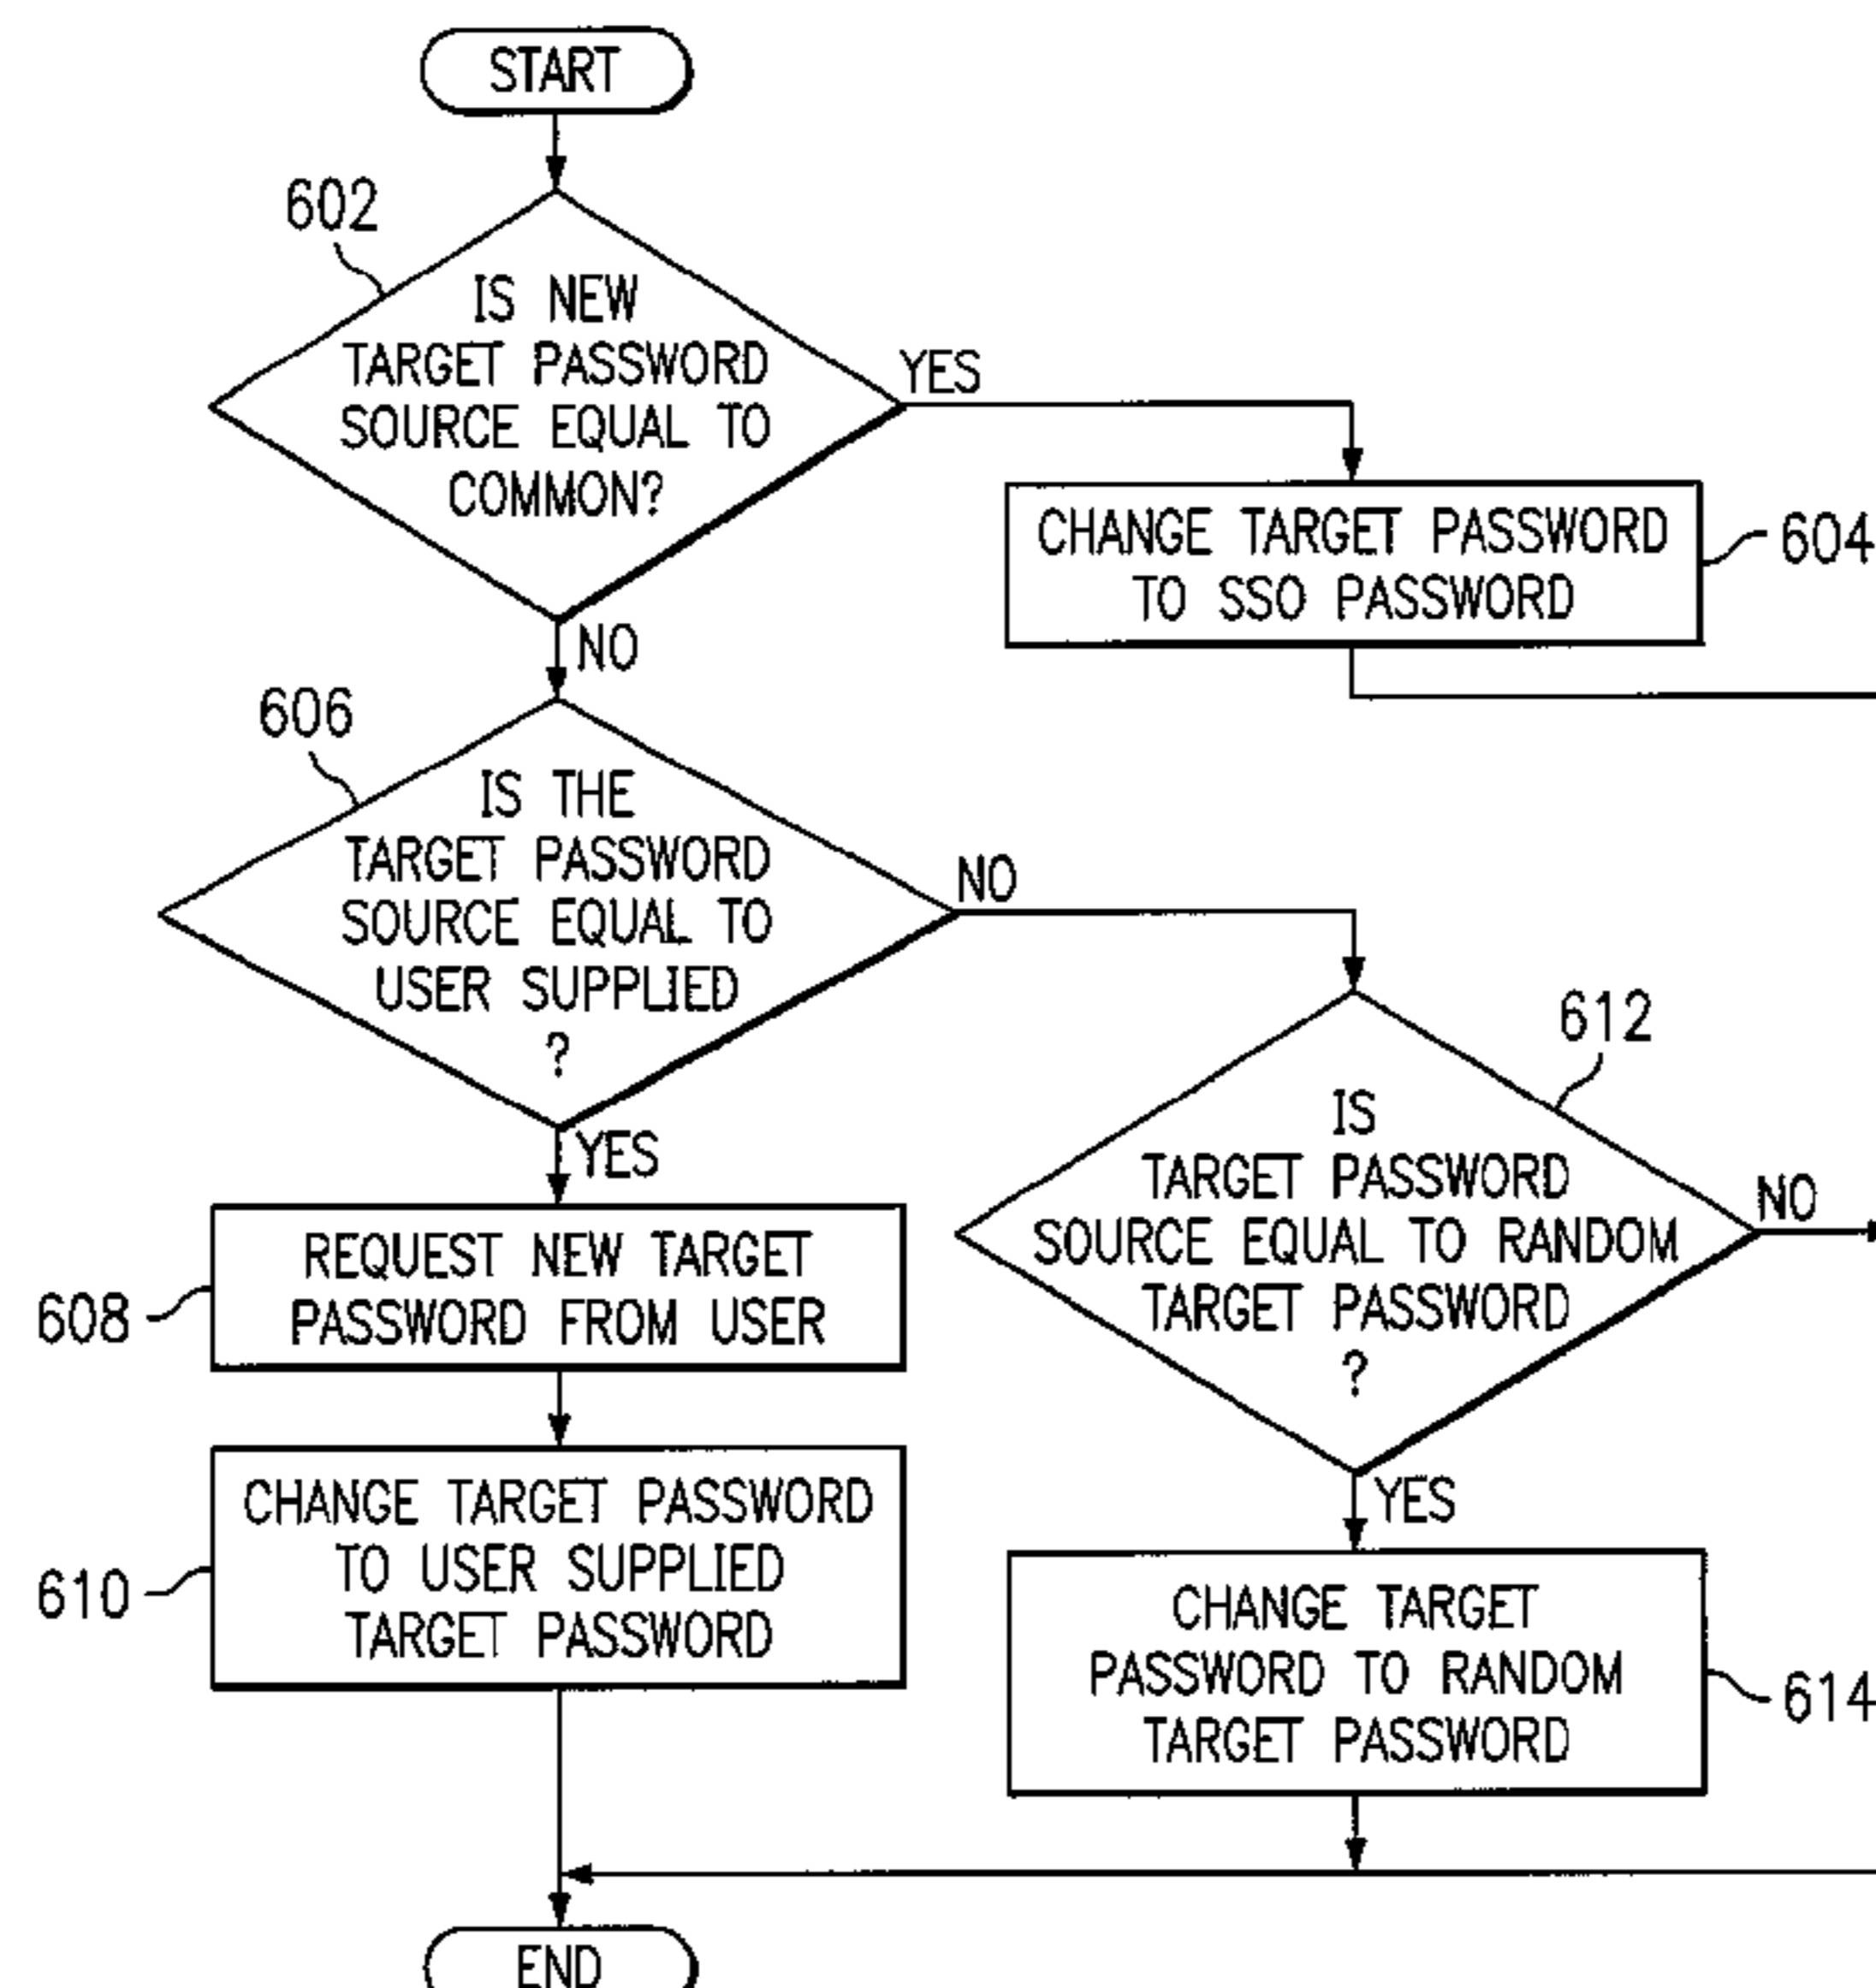 START
602
IS NEW
TARGET PASSWORD
SOURCE EQUAL TO
COMMON?
YES
CHANGE TARGET PASSWORD
TO SSO PASSWORD
604
NO
606
IS THE
TARGET PASSWORD
SOURCE EQUAL TO
USER SUPPLIED
?
NO
612
IS
TARGET PASSWORD
SOURCE EQUAL TO RANDOM
TARGET PASSWORD
?
NO
YES
REQUEST NEW TARGET
PASSWORD FROM USER
608
CHANGE TARGET PASSWORD
TO USER SUPPLIED
TARGET PASSWORD
610
YES
CHANGE TARGET
PASSWORD TO RANDOM
TARGET PASSWORD
614
END